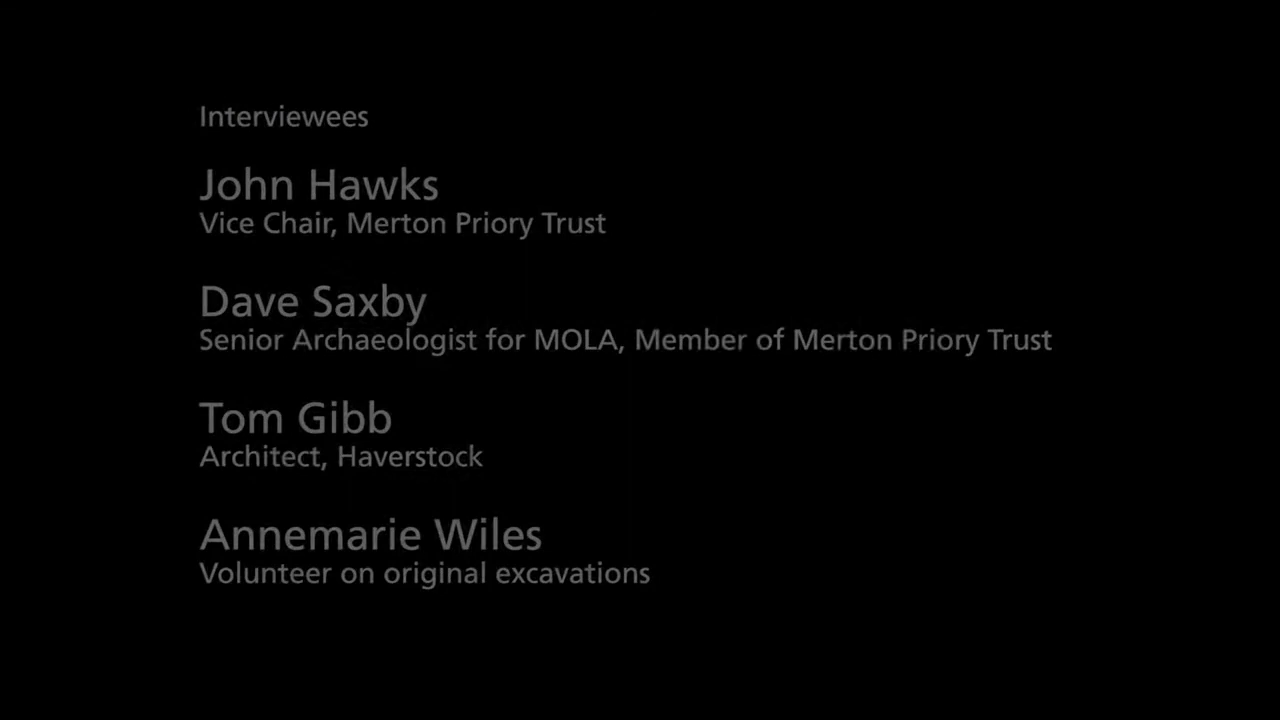 Interviewees
John Hawks
Vice Chair, Merton Priory Trust
Dave Saxby
Senior Archaeologist for MOLA, Member of Merton Priory Trust
Tom Gibb
Architect, Haverstock
Annemarie Wiles
Volunteer on original excavations